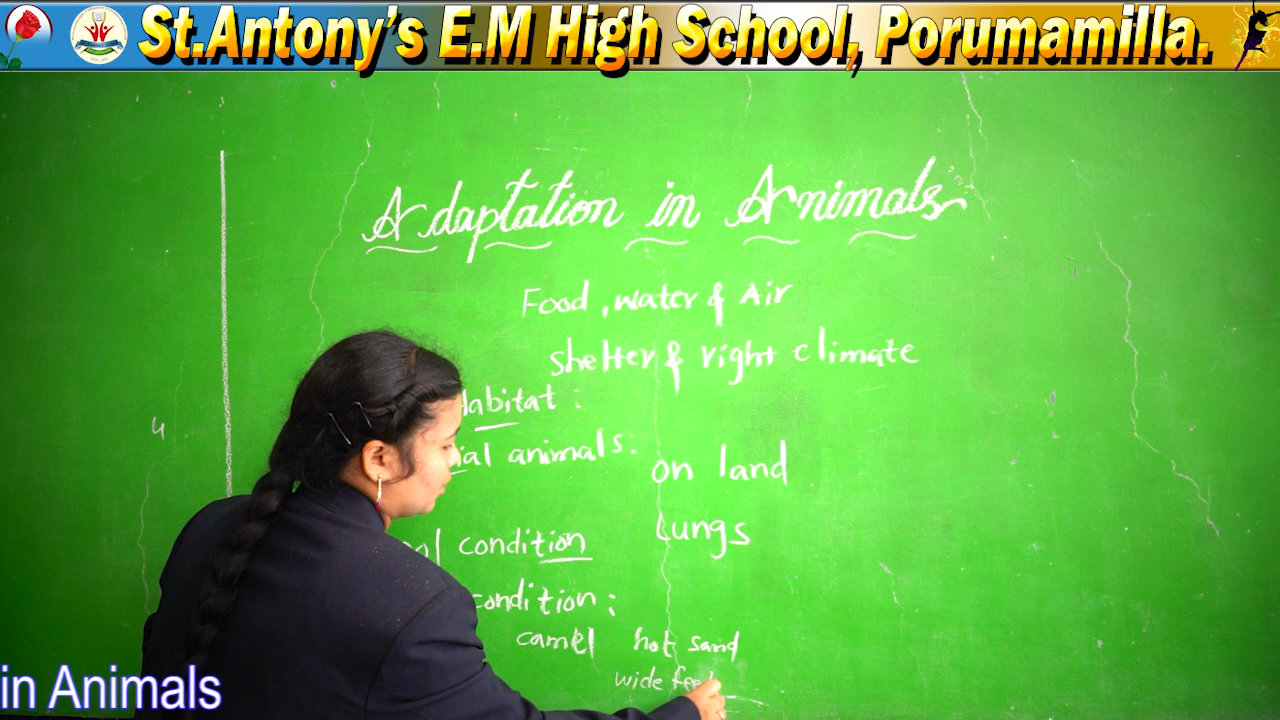 St.Antony's E.M High School, Porumamilla.
Adaptation in Animals
Food, water & Air
shelter & right climate
Habitat :
animals:
on land
Lungs
condition
condition :
camel hot sand
wide feet
in Animals